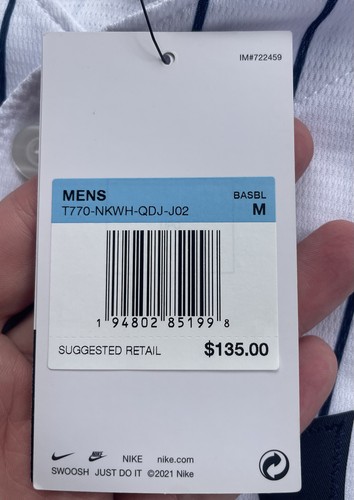 IM#722459
MENS BASBL
T770-NKWH-QDJ-J02 M
1 94802 85199 8
SUGGESTED RETAIL $135.00
NIKE NIKE nike.com
SWOOSH JUST DO IT ©2021 Nike